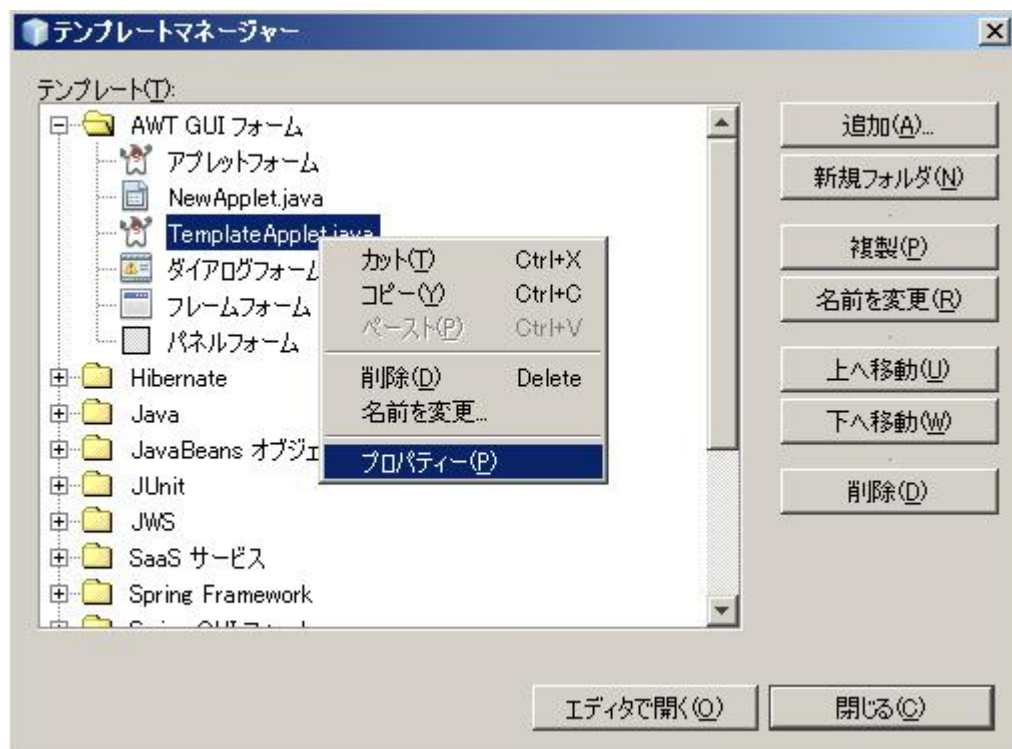 テンプレートマネージャー
テンプレート(T):
AWT GUI フォーム
アプレットフォーム
NewApplet.java
TemplateApplet.java
ダイアログフォーム
フレームフォーム
パネルフォーム
Hibernate
Java
JavaBeans オブジェ
JUnit
JWS
SaaS サービス
Spring Framework
カット(T) Ctrl+X
コピー(Y) Ctrl+C
ペースト(P) Ctrl+V
削除(D) Delete
名前を変更...
プロパティー(P)
追加(A)...
新規フォルダ(N)
複製(P)
名前を変更(R)
上へ移動(U)
下へ移動(W)
削除(D)
エディタで開く(O)
閉じる(C)